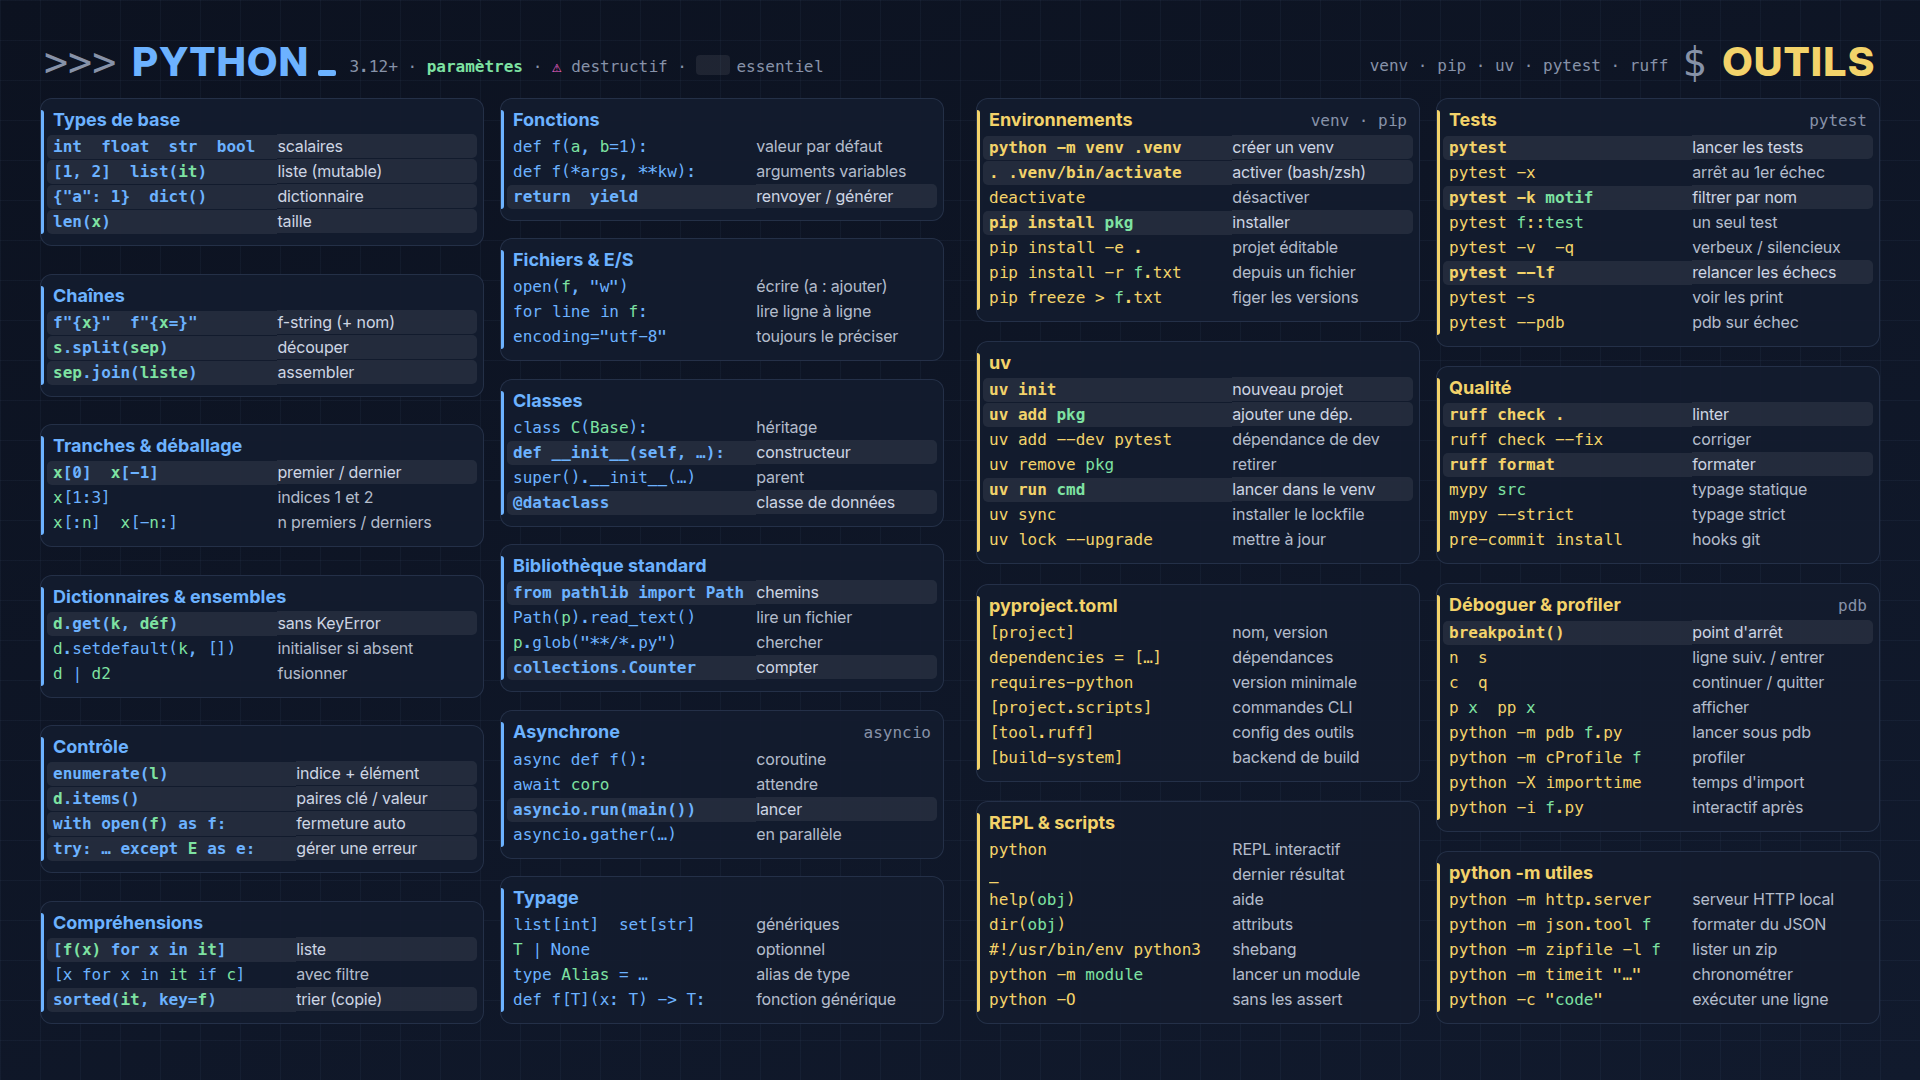 >>> PYTHON_ 3.12+ · paramètres · ⚠ destructif · essentiel
venv · pip · uv · pytest · ruff $ OUTILS
Types de base
int  float  str  bool scalaires
[1, 2]  list(it) liste (mutable)
{"a": 1}  dict() dictionnaire
len(x) taille
Chaînes
f"{x}"  f"{x=}" f-string (+ nom)
s.split(sep) découper
sep.join(liste) assembler
Tranches & déballage
x[0]  x[-1] premier / dernier
x[1:3] indices 1 et 2
x[:n]  x[-n:] n premiers / derniers
Dictionnaires & ensembles
d.get(k, déf) sans KeyError
d.setdefault(k, []) initialiser si absent
d | d2 fusionner
Contrôle
enumerate(l) indice + élément
d.items() paires clé / valeur
with open(f) as f: fermeture auto
try: … except E as e: gérer une erreur
Compréhensions
[f(x) for x in it] liste
[x for x in it if c] avec filtre
sorted(it, key=f) trier (copie)
Fonctions
def f(a, b=1): valeur par défaut
def f(*args, **kw): arguments variables
return  yield renvoyer / générer
Fichiers & E/S
open(f, "w") écrire (a : ajouter)
for line in f: lire ligne à ligne
encoding="utf-8" toujours le préciser
Classes
class C(Base): héritage
def __init__(self, …): constructeur
super().__init__(…) parent
@dataclass classe de données
Bibliothèque standard
from pathlib import Path chemins
Path(p).read_text() lire un fichier
p.glob("**/*.py") chercher
collections.Counter compter
Asynchrone asyncio
async def f(): coroutine
await coro attendre
asyncio.run(main()) lancer
asyncio.gather(…) en parallèle
Typage
list[int]  set[str] génériques
T | None optionnel
type Alias = … alias de type
def f[T](x: T) -> T: fonction générique
Environnements venv · pip
python -m venv .venv créer un venv
. .venv/bin/activate activer (bash/zsh)
deactivate désactiver
pip install pkg installer
pip install -e . projet éditable
pip install -r f.txt depuis un fichier
pip freeze > f.txt figer les versions
uv
uv init nouveau projet
uv add pkg ajouter une dép.
uv add --dev pytest dépendance de dev
uv remove pkg retirer
uv run cmd lancer dans le venv
uv sync installer le lockfile
uv lock --upgrade mettre à jour
pyproject.toml
[project] nom, version
dependencies = […] dépendances
requires-python version minimale
[project.scripts] commandes CLI
[tool.ruff] config des outils
[build-system] backend de build
REPL & scripts
python REPL interactif
_ dernier résultat
help(obj) aide
dir(obj) attributs
#!/usr/bin/env python3 shebang
python -m module lancer un module
python -O sans les assert
Tests pytest
pytest lancer les tests
pytest -x arrêt au 1er échec
pytest -k motif filtrer par nom
pytest f::test un seul test
pytest -v  -q verbeux / silencieux
pytest --lf relancer les échecs
pytest -s voir les print
pytest --pdb pdb sur échec
Qualité
ruff check . linter
ruff check --fix corriger
ruff format formater
mypy src typage statique
mypy --strict typage strict
pre-commit install hooks git
Déboguer & profiler pdb
breakpoint() point d'arrêt
n  s ligne suiv. / entrer
c  q continuer / quitter
p x  pp x afficher
python -m pdb f.py lancer sous pdb
python -m cProfile f profiler
python -X importtime temps d'import
python -i f.py interactif après
python -m utiles
python -m http.server serveur HTTP local
python -m json.tool f formater du JSON
python -m zipfile -l f lister un zip
python -m timeit "…" chronométrer
python -c "code" exécuter une ligne